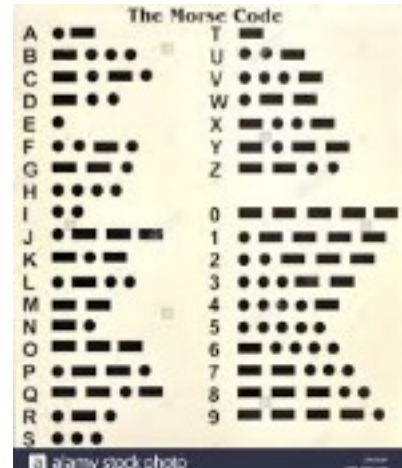 The Morse Code
A ●▬
B ▬●●●
C ▬●▬●
D ▬●●
E ●
F ●●▬●
G ▬▬●
H ●●●●
I ●●
J ●▬▬▬
K ▬●▬
L ●▬●●
M ▬▬
N ▬●
O ▬▬▬
P ●▬▬●
Q ▬▬●▬
R ●▬●
S ●●●
T ▬
U ●●▬
V ●●●▬
W ●▬▬
X ▬●●▬
Y ▬●▬▬
Z ▬▬●●
0 ▬▬▬▬▬
1 ●▬▬▬▬
2 ●●▬▬▬
3 ●●●▬▬
4 ●●●●▬
5 ●●●●●
6 ▬●●●●
7 ▬▬●●●
8 ▬▬▬●●
9 ▬▬▬▬●
a alamy stock photo